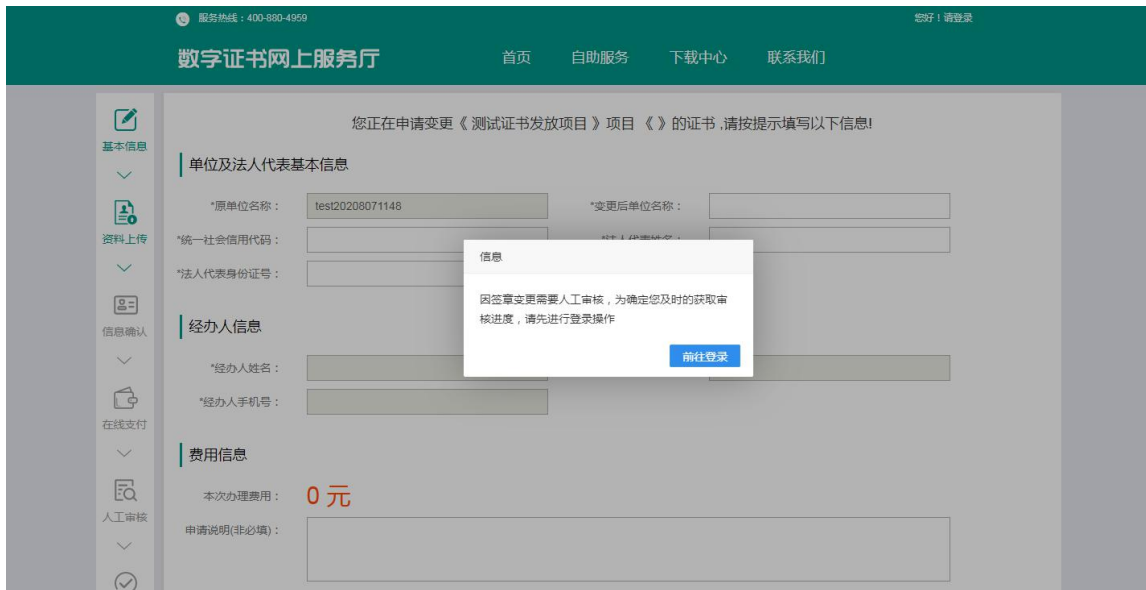 服务热线：400-880-4959
您好！请登录
数字证书网上服务厅
首页
自助服务
下载中心
联系我们
基本信息
资料上传
信息确认
在线支付
人工审核
您正在申请变更《 测试证书发放项目 》项目 《 》的证书 ,请按提示填写以下信息!
单位及法人代表基本信息
*原单位名称：
test20208071148
*变更后单位名称：
*统一社会信用代码：
*法人代表姓名：
*法人代表身份证号：
信息
因签章变更需要人工审核，为确定您及时的获取审
核进度，请先进行登录操作
前往登录
经办人信息
*经办人姓名：
*经办人手机号：
费用信息
本次办理费用：
0 元
申请说明(非必填)：